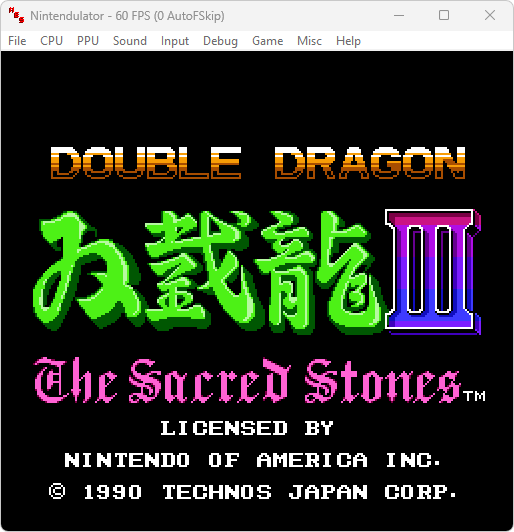 Nintendulator - 60 FPS (0 AutoFSkip)
File CPU PPU Sound Input Debug Game Misc Help
DOUBLE DRAGON
双截龍 III
The Sacred Stones™
LICENSED BY
NINTENDO OF AMERICA INC.
© 1990 TECHNOS JAPAN CORP.